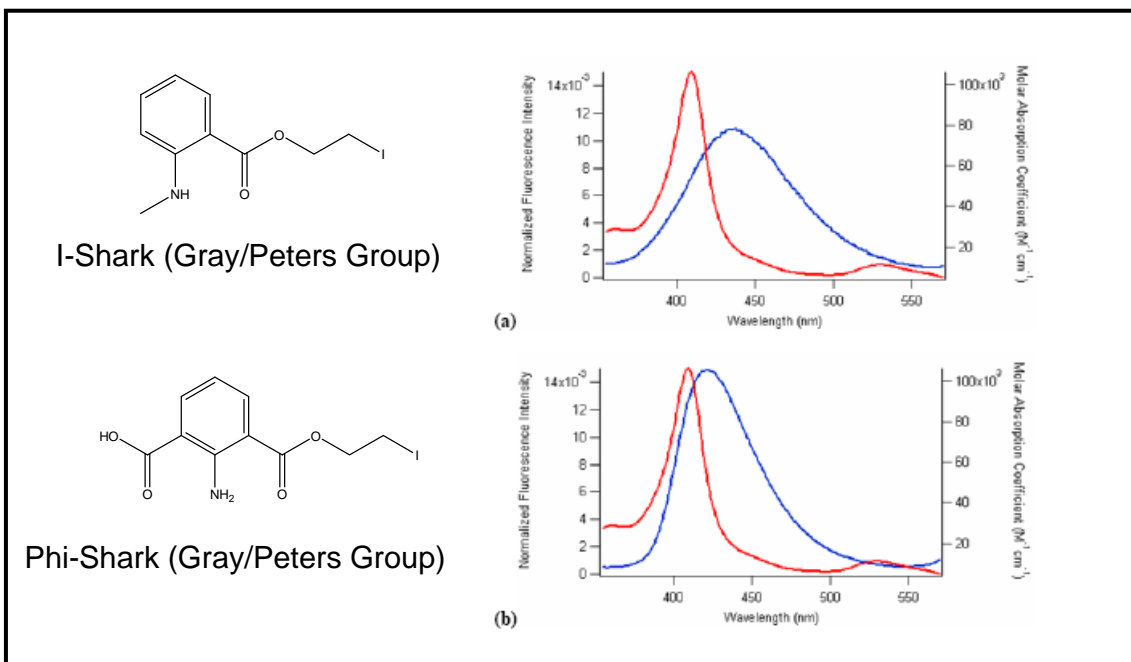 NH
O
O
I
I-Shark (Gray/Peters Group)
Normalized Fluorescence Intensity
14x10⁻³
12
10
8
6
4
2
0
400
450
500
550
Wavelength (nm)
100x10³
80
60
40
20
Molar Absorption Coefficient (M⁻¹ cm⁻¹)
(a)
HO
O
NH₂
O
O
I
Phi-Shark (Gray/Peters Group)
Normalized Fluorescence Intensity
14x10⁻³
12
10
8
6
4
2
0
400
450
500
550
Wavelength (nm)
100x10³
80
60
40
20
Molar Absorption Coefficient (M⁻¹ cm⁻¹)
(b)